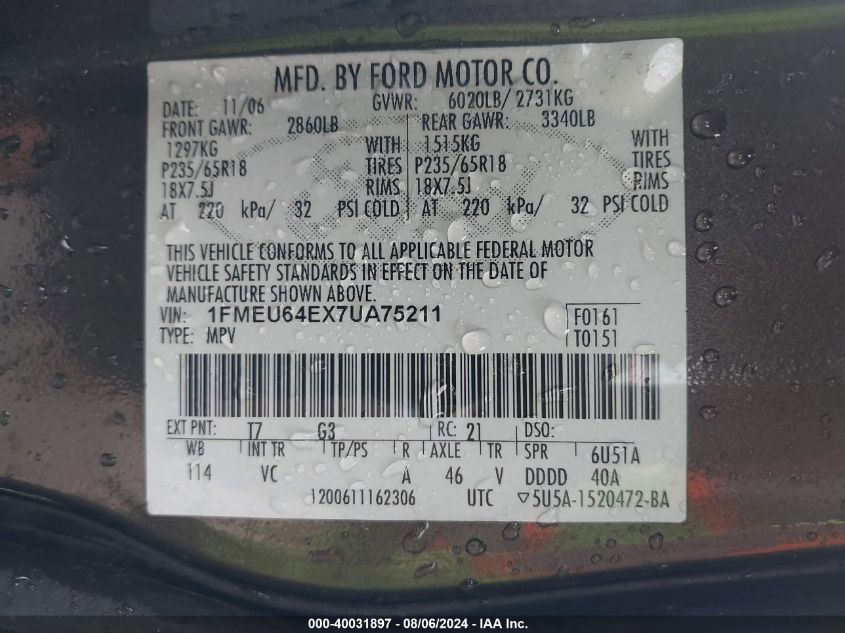 MFD. BY FORD MOTOR CO.
DATE: 11/06 GVWR: 6020LB/ 2731KG
FRONT GAWR: 2860LB REAR GAWR: 3340LB
1297KG WITH 1515KG WITH
P235/65R18 TIRES P235/65R18 TIRES
18X7.5J RIMS 18X7.5J RIMS
AT 220 kPa/ 32 PSI COLD AT 220 kPa/ 32 PSI COLD
THIS VEHICLE CONFORMS TO ALL APPLICABLE FEDERAL MOTOR
VEHICLE SAFETY STANDARDS IN EFFECT ON THE DATE OF
MANUFACTURE SHOWN ABOVE.
VIN: 1FMEU64EX7UA75211 F0161
TYPE: MPV T0151
EXT PNT: T7 G3 RC: 21 DSO:
WB INT TR TP/PS R AXLE TR SPR 6U51A
114 VC A 46 V DDDD 40A
1200611162306 UTC ▽5U5A-1520472-BA
000-40031897 - 08/06/2024 - IAA Inc.